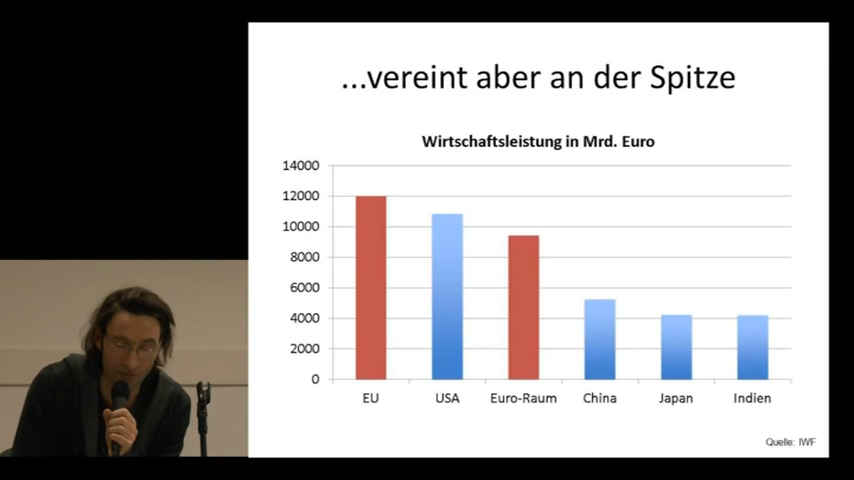 ...vereint aber an der Spitze
Wirtschaftsleistung in Mrd. Euro
14000
12000
10000
8000
6000
4000
2000
0
EU USA Euro-Raum China Japan Indien
Quelle: IWF